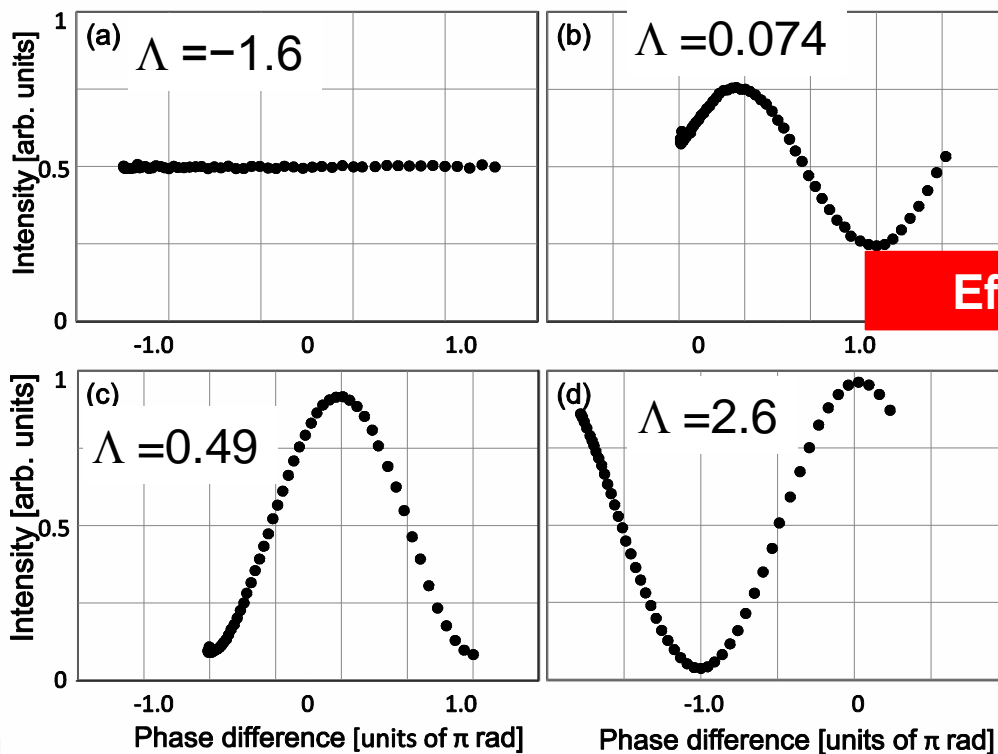 (a) Λ =−1.6
(b) Λ =0.074
1
0.5
0
Intensity [arb. units]
-1.0 0 1.0
0 1.0
Ef
(c) Λ =0.49
(d) Λ =2.6
1
0.5
0
Intensity [arb. units]
-1.0 0 1.0
-1.0 0
Phase difference [units of π rad]
Phase difference [units of π rad]